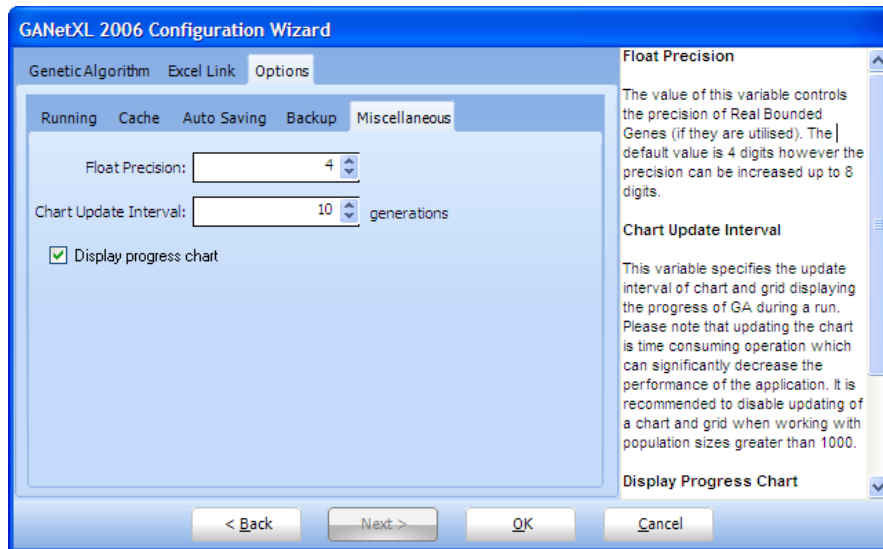 GANetXL 2006 Configuration Wizard
Genetic Algorithm Excel Link Options
Running Cache Auto Saving Backup Miscellaneous
Float Precision: 4
Chart Update Interval: 10 generations
Display progress chart
Float Precision
The value of this variable controls
the precision of Real Bounded
Genes (if they are utilised). The
default value is 4 digits however the
precision can be increased up to 8
digits.
Chart Update Interval
This variable specifies the update
interval of chart and grid displaying
the progress of GA during a run.
Please note that updating the chart
is time consuming operation which
can significantly decrease the
performance of the application. It is
recommended to disable updating of
a chart and grid when working with
population sizes greater than 1000.
Display Progress Chart
< Back Next > OK Cancel